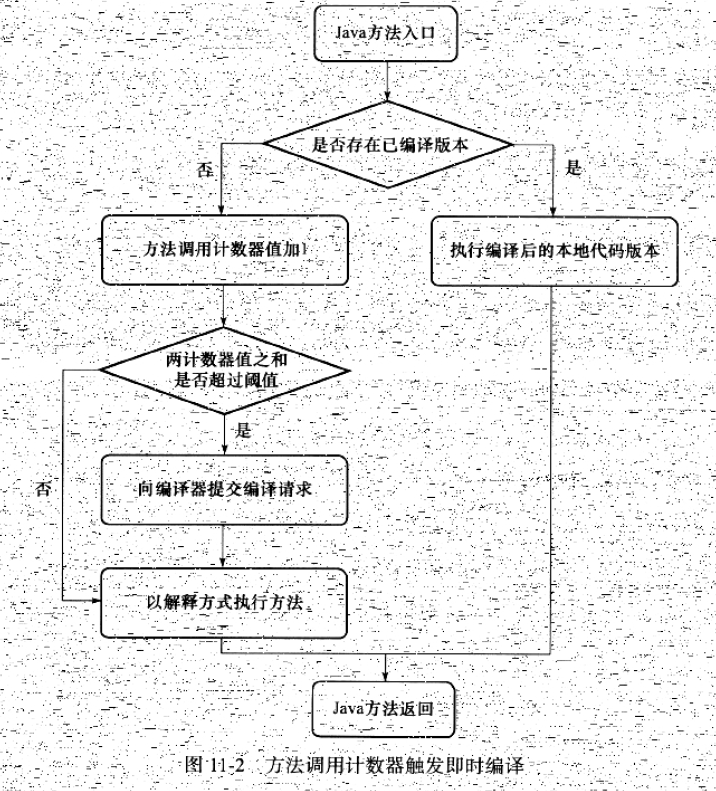 Java方法入口
是否存在已编译版本
否
是
方法调用计数器值加1
执行编译后的本地代码版本
两计数器值之和
是否超过阈值
是
否
向编译器提交编译请求
以解释方式执行方法
Java方法返回
图 11-2 方法调用计数器触发即时编译